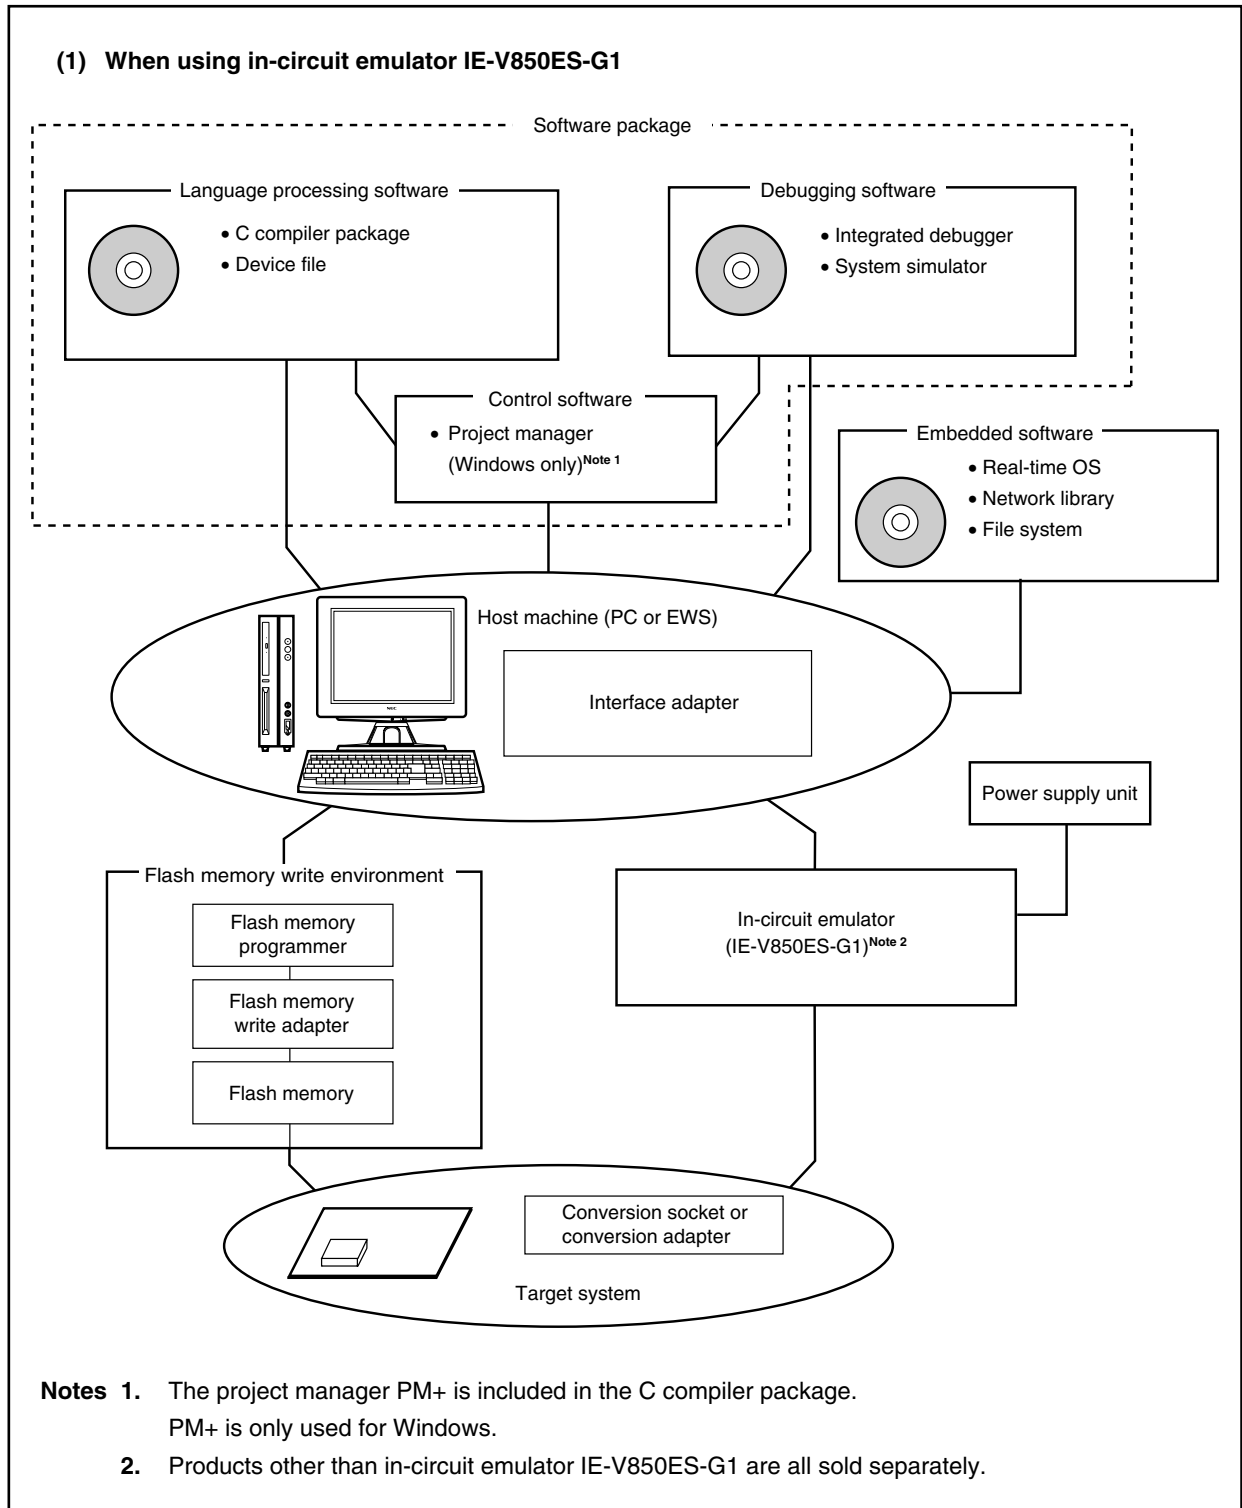 (1) When using in-circuit emulator IE-V850ES-G1
Software package
Language processing software
• C compiler package
• Device file
Debugging software
• Integrated debugger
• System simulator
Control software
• Project manager
(Windows only)Note 1
Embedded software
• Real-time OS
• Network library
• File system
Host machine (PC or EWS)
NEC
Interface adapter
Power supply unit
Flash memory write environment
Flash memory
programmer
Flash memory
write adapter
Flash memory
In-circuit emulator
(IE-V850ES-G1)Note 2
Conversion socket or
conversion adapter
Target system
Notes 1. The project manager PM+ is included in the C compiler package.
PM+ is only used for Windows.
2. Products other than in-circuit emulator IE-V850ES-G1 are all sold separately.